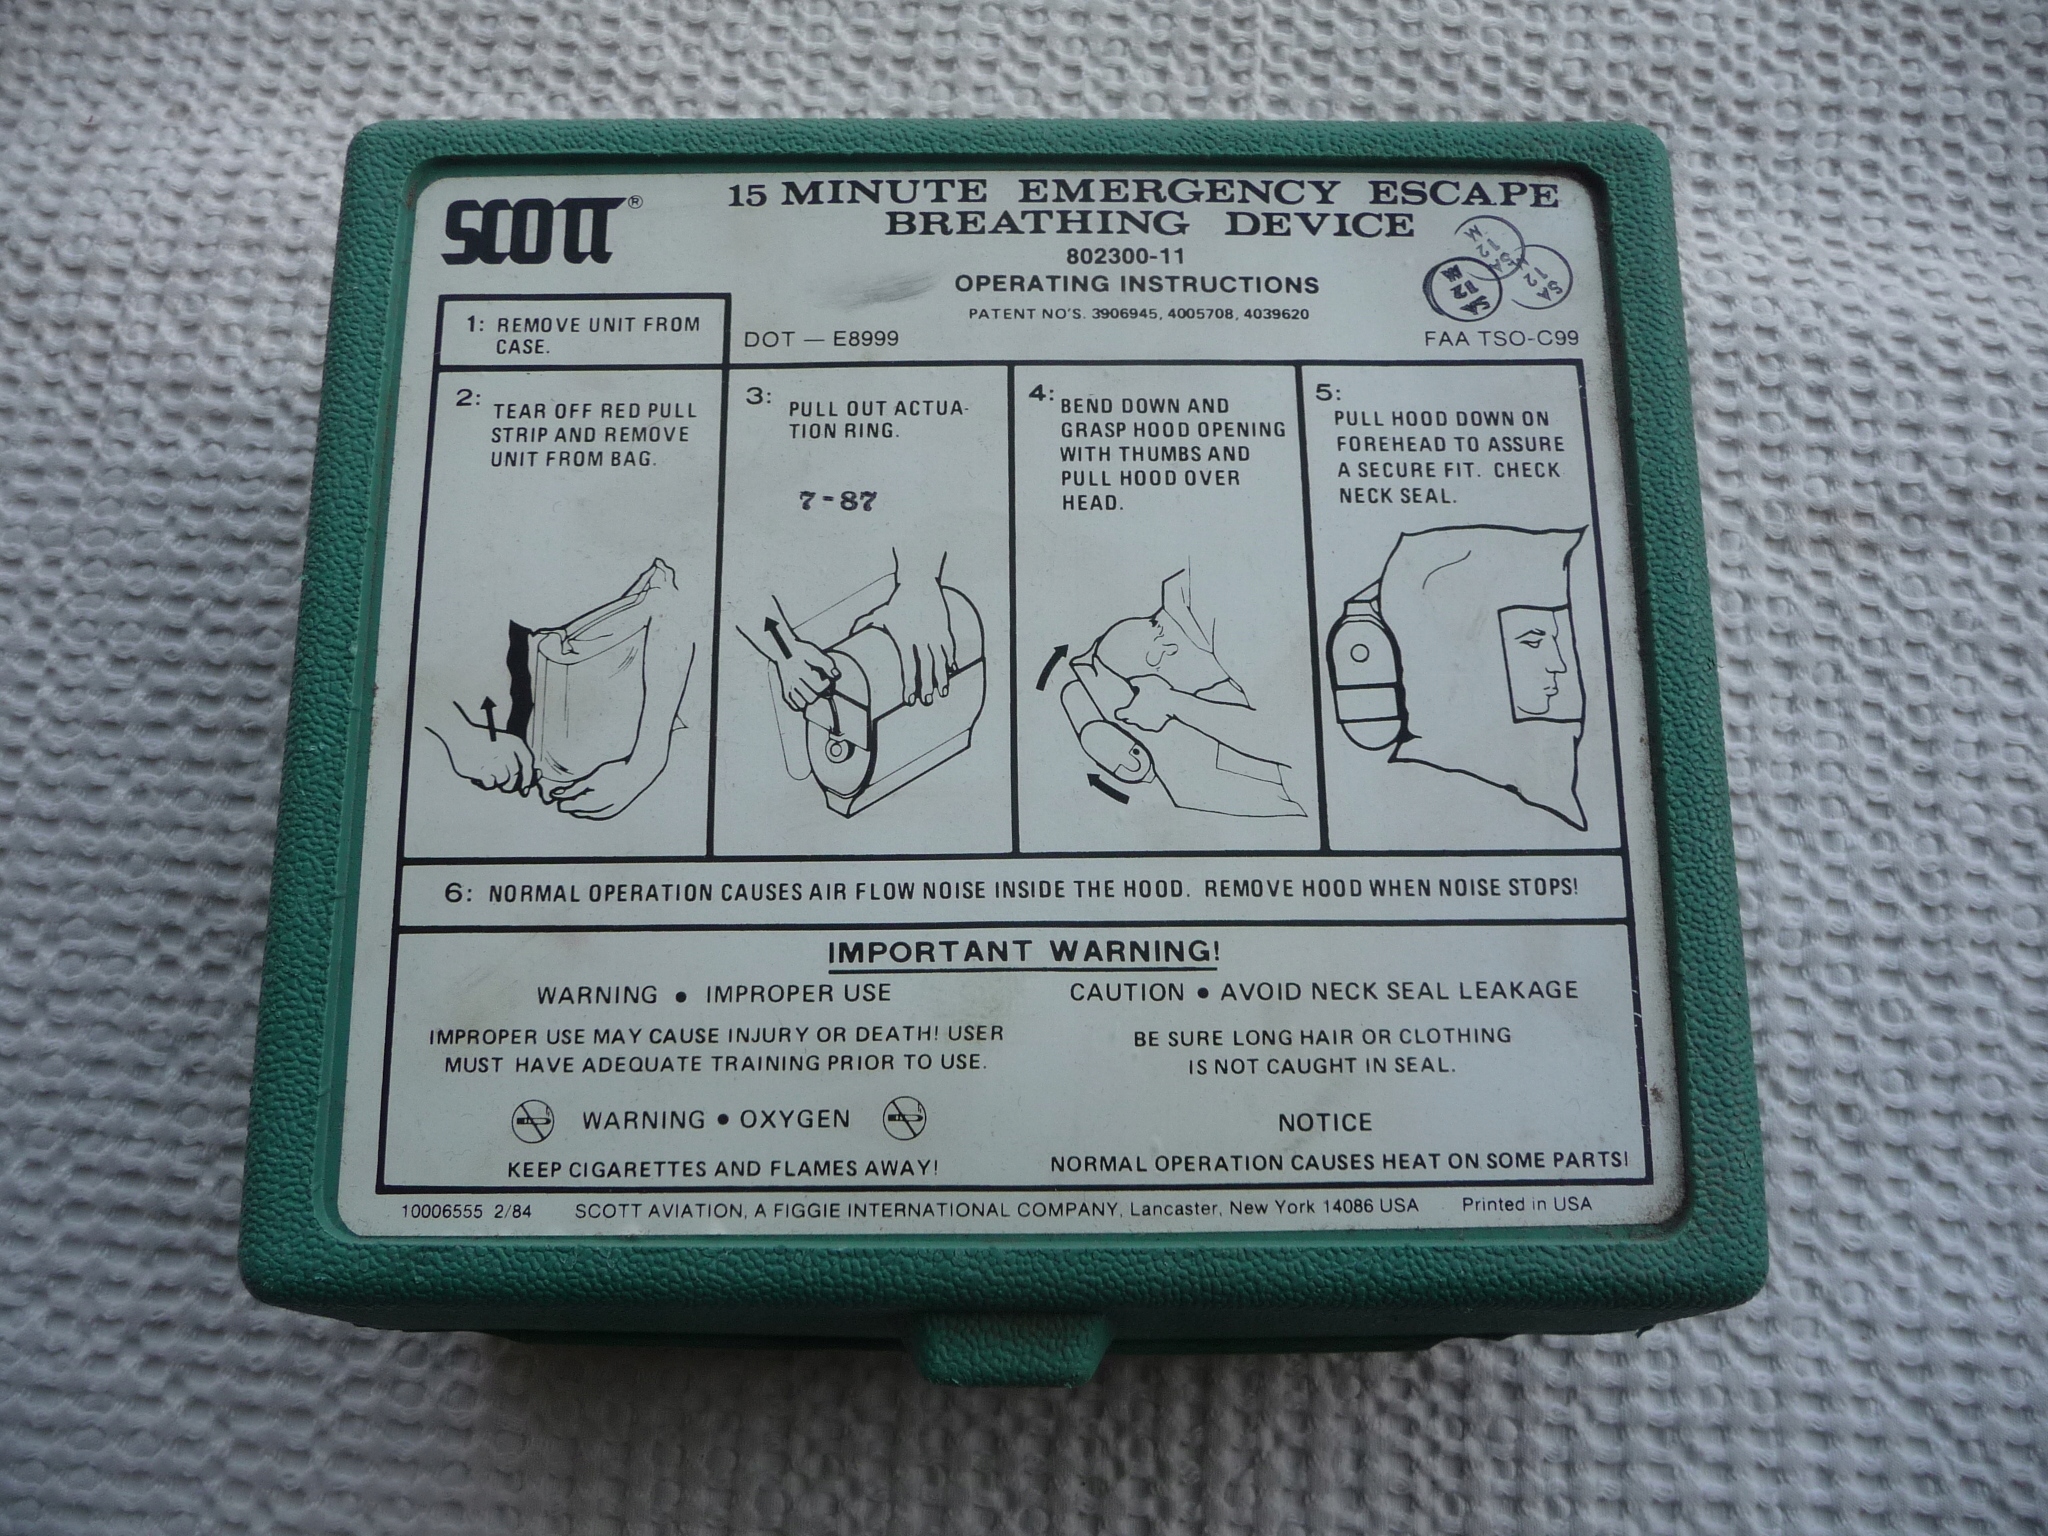 SCOTT®
15 MINUTE EMERGENCY ESCAPE
BREATHING DEVICE
802300-11
OPERATING INSTRUCTIONS
PATENT NO'S. 3906945, 4005708, 4039620
DOT — E8999
FAA TSO-C99
SA
12
M
SA
12
SA
12
M
1: REMOVE UNIT FROM
CASE.
2: TEAR OFF RED PULL
STRIP AND REMOVE
UNIT FROM BAG.
3: PULL OUT ACTUA-
TION RING.
7-87
4: BEND DOWN AND
GRASP HOOD OPENING
WITH THUMBS AND
PULL HOOD OVER
HEAD.
5:
PULL HOOD DOWN ON
FOREHEAD TO ASSURE
A SECURE FIT. CHECK
NECK SEAL.
6: NORMAL OPERATION CAUSES AIR FLOW NOISE INSIDE THE HOOD. REMOVE HOOD WHEN NOISE STOPS!
IMPORTANT WARNING!
WARNING • IMPROPER USE
IMPROPER USE MAY CAUSE INJURY OR DEATH! USER
MUST HAVE ADEQUATE TRAINING PRIOR TO USE.
WARNING • OXYGEN
KEEP CIGARETTES AND FLAMES AWAY!
CAUTION • AVOID NECK SEAL LEAKAGE
BE SURE LONG HAIR OR CLOTHING
IS NOT CAUGHT IN SEAL.
NOTICE
NORMAL OPERATION CAUSES HEAT ON SOME PARTS!
10006555 2/84 SCOTT AVIATION, A FIGGIE INTERNATIONAL COMPANY, Lancaster, New York 14086 USA Printed in USA